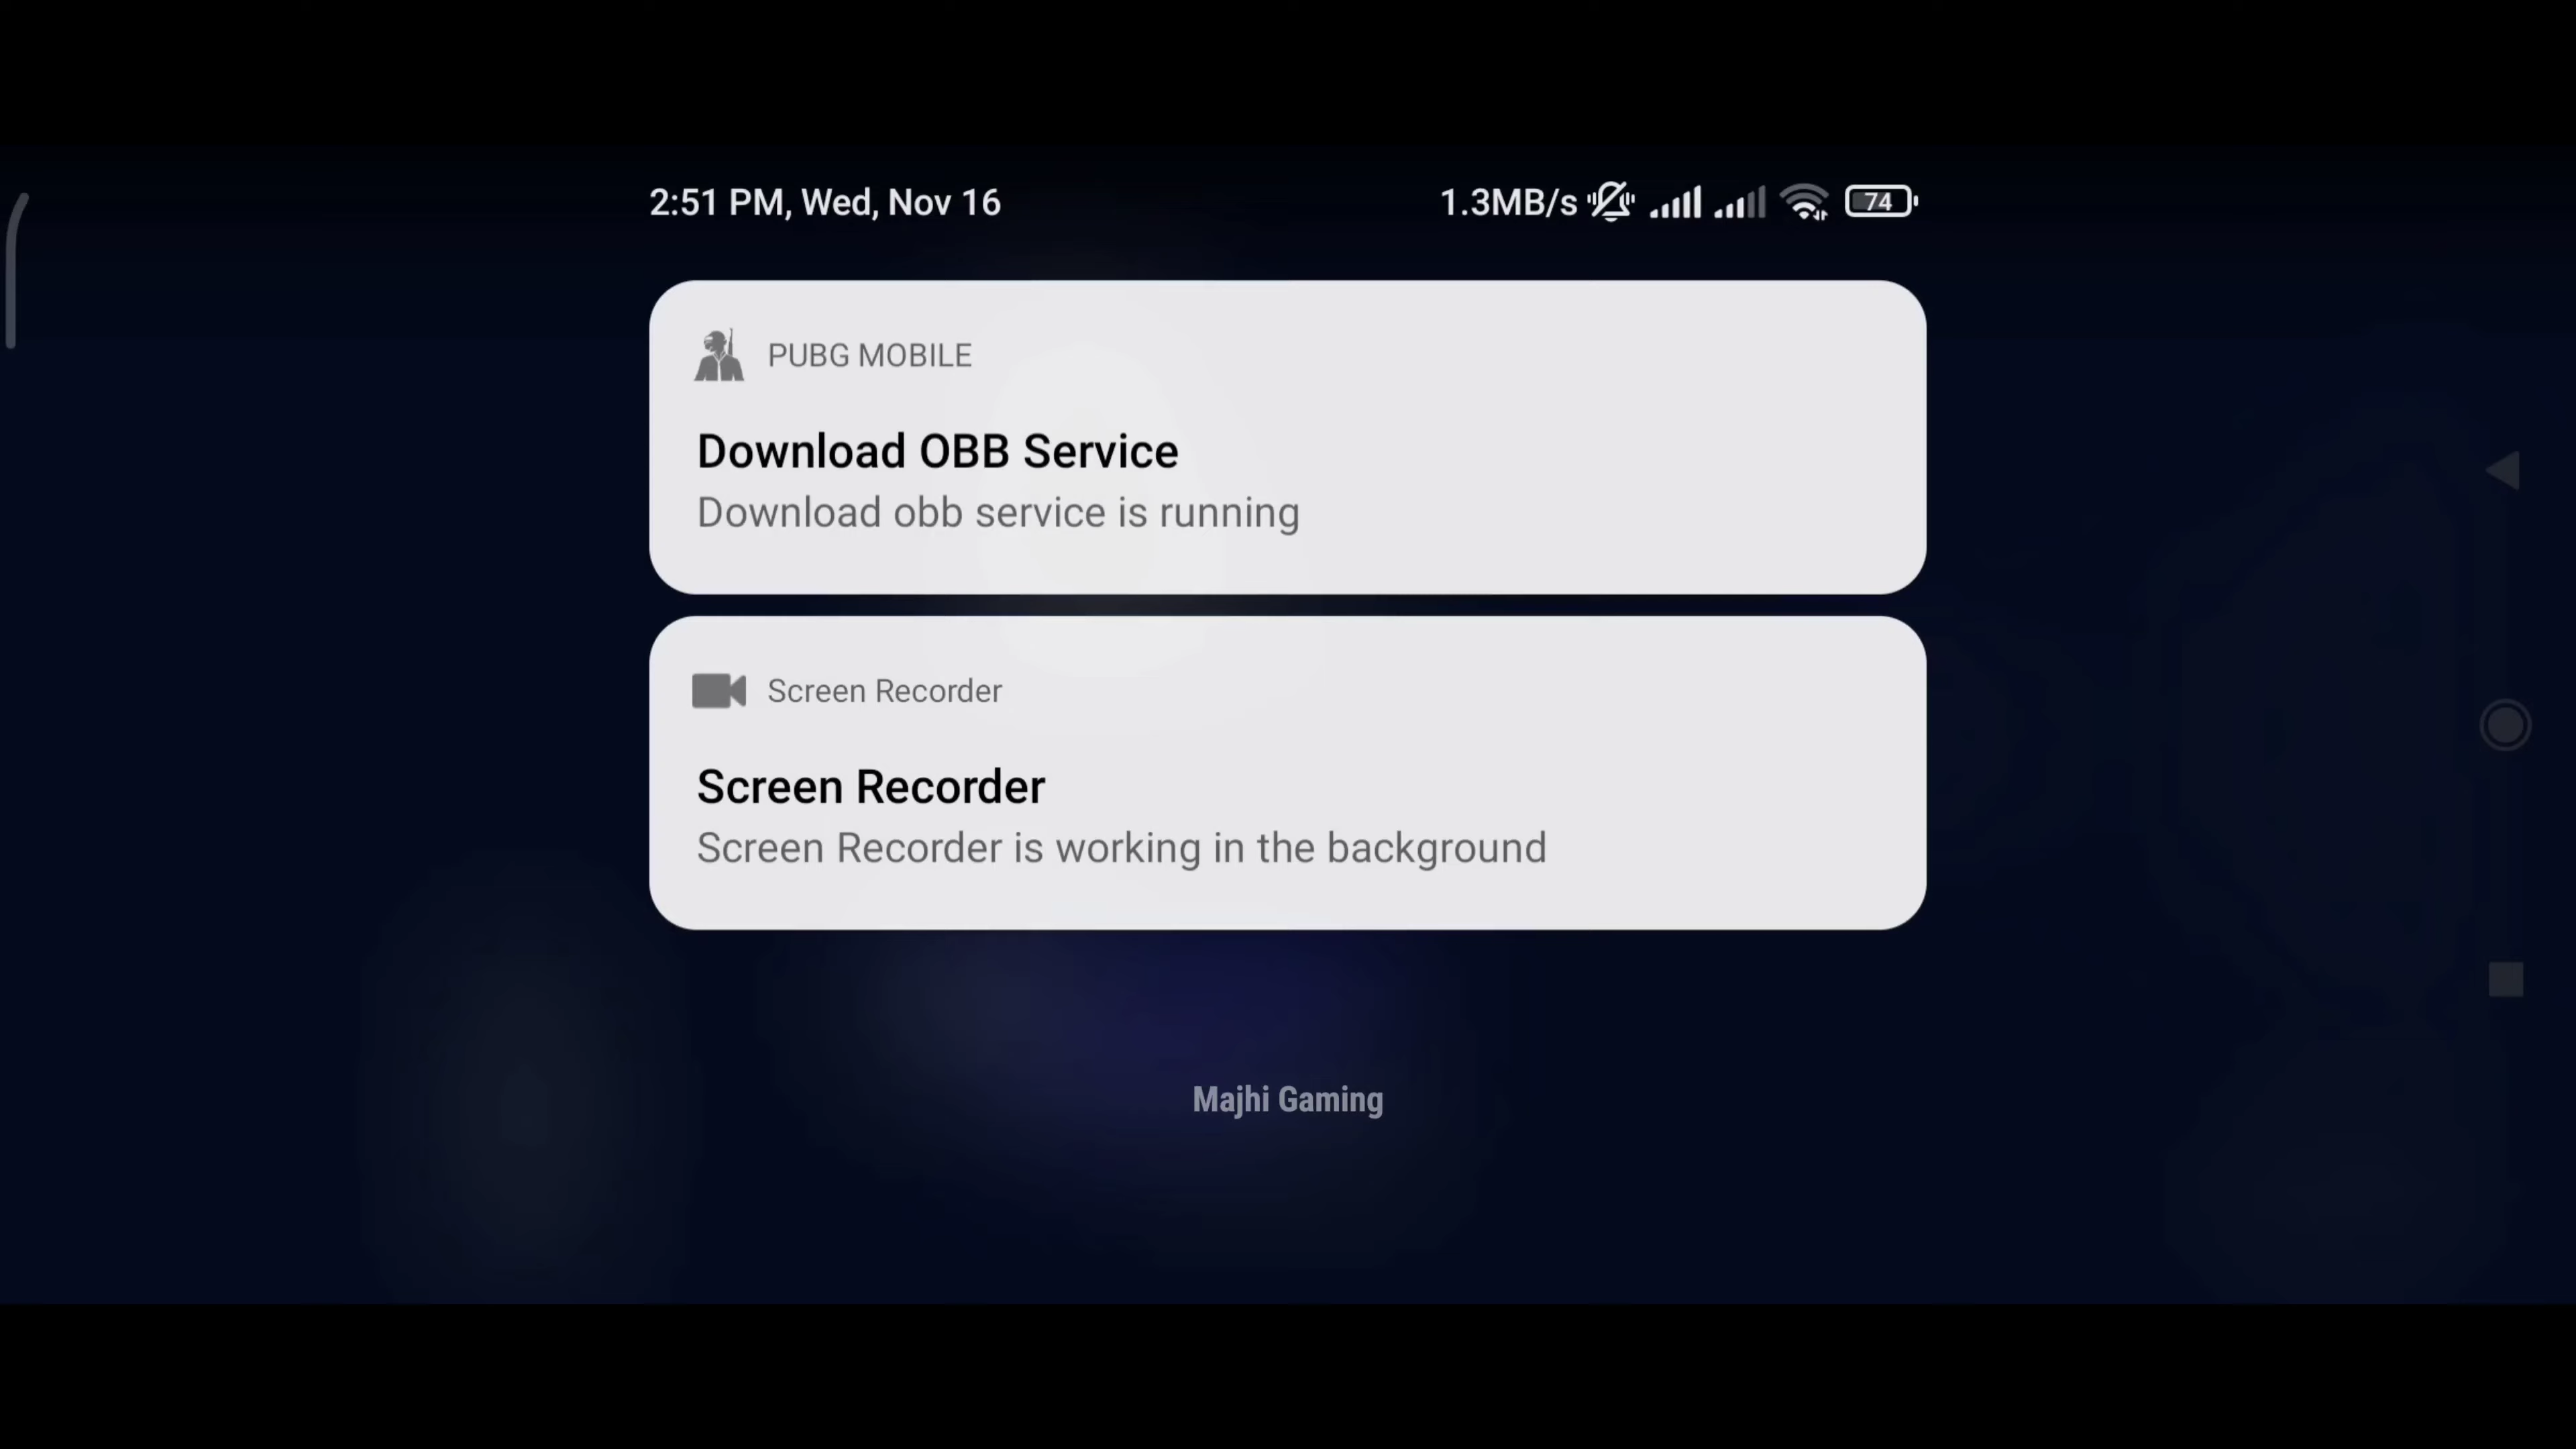 2:51 PM, Wed, Nov 16 1.3MB/s 74
PUBG MOBILE
Download OBB Service
Download obb service is running
Screen Recorder
Screen Recorder
Screen Recorder is working in the background
Majhi Gaming